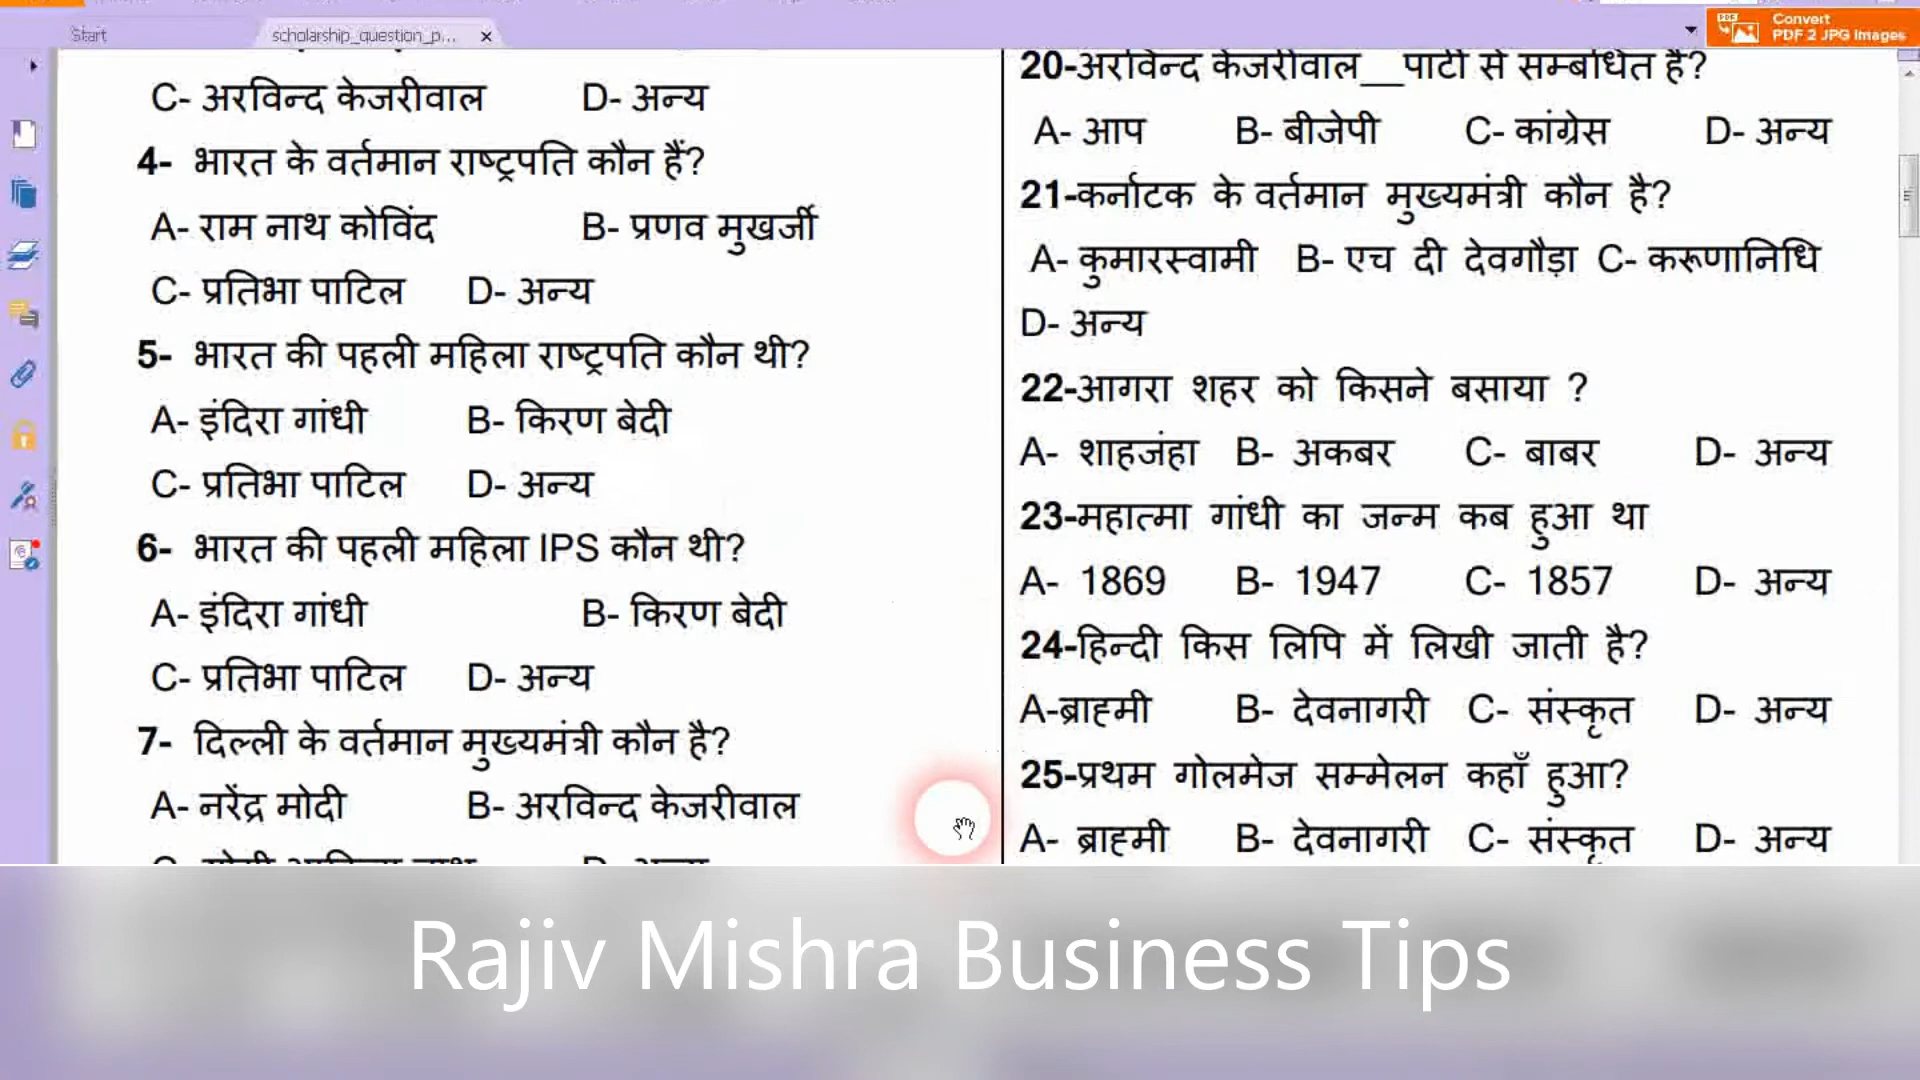 Start
scholarship_question_p...
Convert
PDF 2 JPG Images
C- अरविन्द केजरीवाल D- अन्य
4- भारत के वर्तमान राष्ट्रपति कौन हैं?
A- राम नाथ कोविंद B- प्रणव मुखर्जी
C- प्रतिभा पाटिल D- अन्य
5- भारत की पहली महिला राष्ट्रपति कौन थी?
A- इंदिरा गांधी B- किरण बेदी
C- प्रतिभा पाटिल D- अन्य
6- भारत की पहली महिला IPS कौन थी?
A- इंदिरा गांधी B- किरण बेदी
C- प्रतिभा पाटिल D- अन्य
7- दिल्ली के वर्तमान मुख्यमंत्री कौन है?
A- नरेंद्र मोदी B- अरविन्द केजरीवाल
20-अरविन्द केजरीवाल__पार्टी से सम्बंधित है?
A- आप B- बीजेपी C- कांग्रेस D- अन्य
21-कर्नाटक के वर्तमान मुख्यमंत्री कौन है?
A- कुमारस्वामी B- एच दी देवगौड़ा C- करूणानिधि
D- अन्य
22-आगरा शहर को किसने बसाया ?
A- शाहजंहा B- अकबर C- बाबर D- अन्य
23-महात्मा गांधी का जन्म कब हुआ था
A- 1869 B- 1947 C- 1857 D- अन्य
24-हिन्दी किस लिपि में लिखी जाती है?
A-ब्राह्मी B- देवनागरी C- संस्कृत D- अन्य
25-प्रथम गोलमेज सम्मेलन कहाँ हुआ?
A- ब्राह्मी B- देवनागरी C- संस्कृत D- अन्य
Rajiv Mishra Business Tips